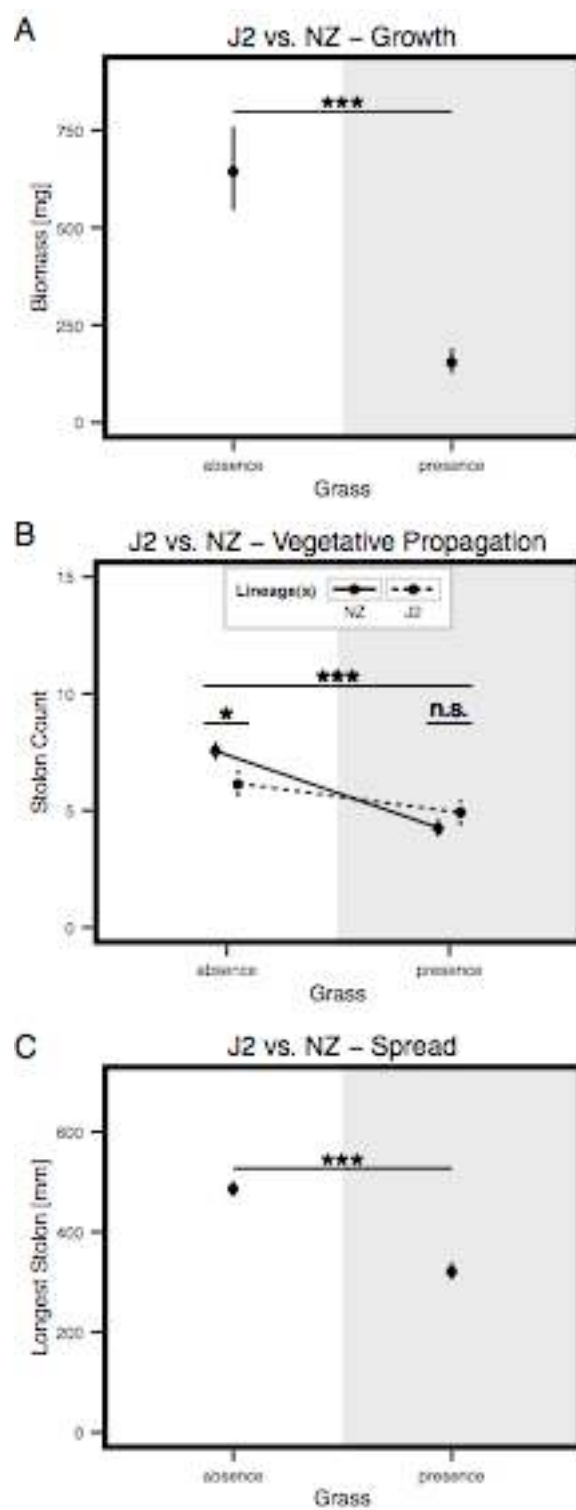 A
J2 vs. NZ – Growth
***
750
500
250
0
Biomass [mg]
absence
presence
Grass
B
J2 vs. NZ – Vegetative Propagation
Lineage(s)
NZ
J2
15
10
5
0
***
*
n.s.
Stolon Count
absence
presence
Grass
C
J2 vs. NZ – Spread
***
600
400
200
0
Longest Stolon [mm]
absence
presence
Grass